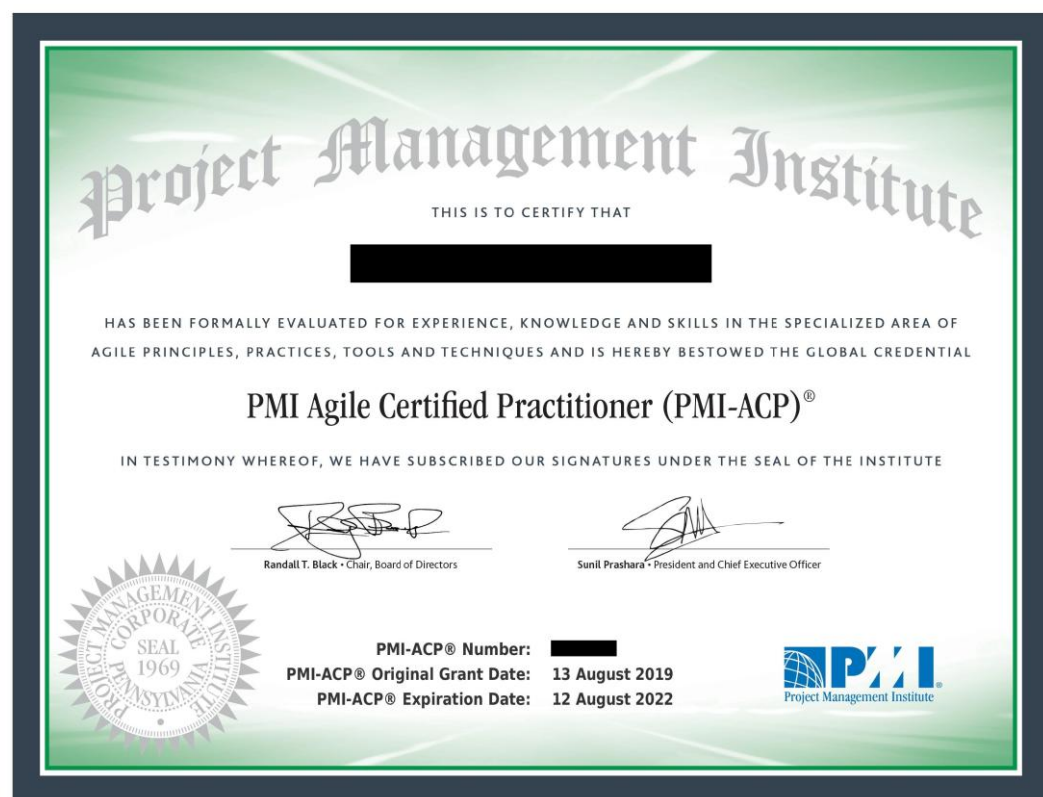 Project Management Institute
THIS IS TO CERTIFY THAT
HAS BEEN FORMALLY EVALUATED FOR EXPERIENCE, KNOWLEDGE AND SKILLS IN THE SPECIALIZED AREA OF
AGILE PRINCIPLES, PRACTICES, TOOLS AND TECHNIQUES AND IS HEREBY BESTOWED THE GLOBAL CREDENTIAL
PMI Agile Certified Practitioner (PMI-ACP)®
IN TESTIMONY WHEREOF, WE HAVE SUBSCRIBED OUR SIGNATURES UNDER THE SEAL OF THE INSTITUTE
Randall T. Black • Chair, Board of Directors
Sunil Prashara • President and Chief Executive Officer
PROJECT MANAGEMENT INSTITUTE
CORPORATE
SEAL
1969
PENNSYLVANIA
PMI-ACP® Number:
PMI-ACP® Original Grant Date: 13 August 2019
PMI-ACP® Expiration Date: 12 August 2022
PMI®
Project Management Institute